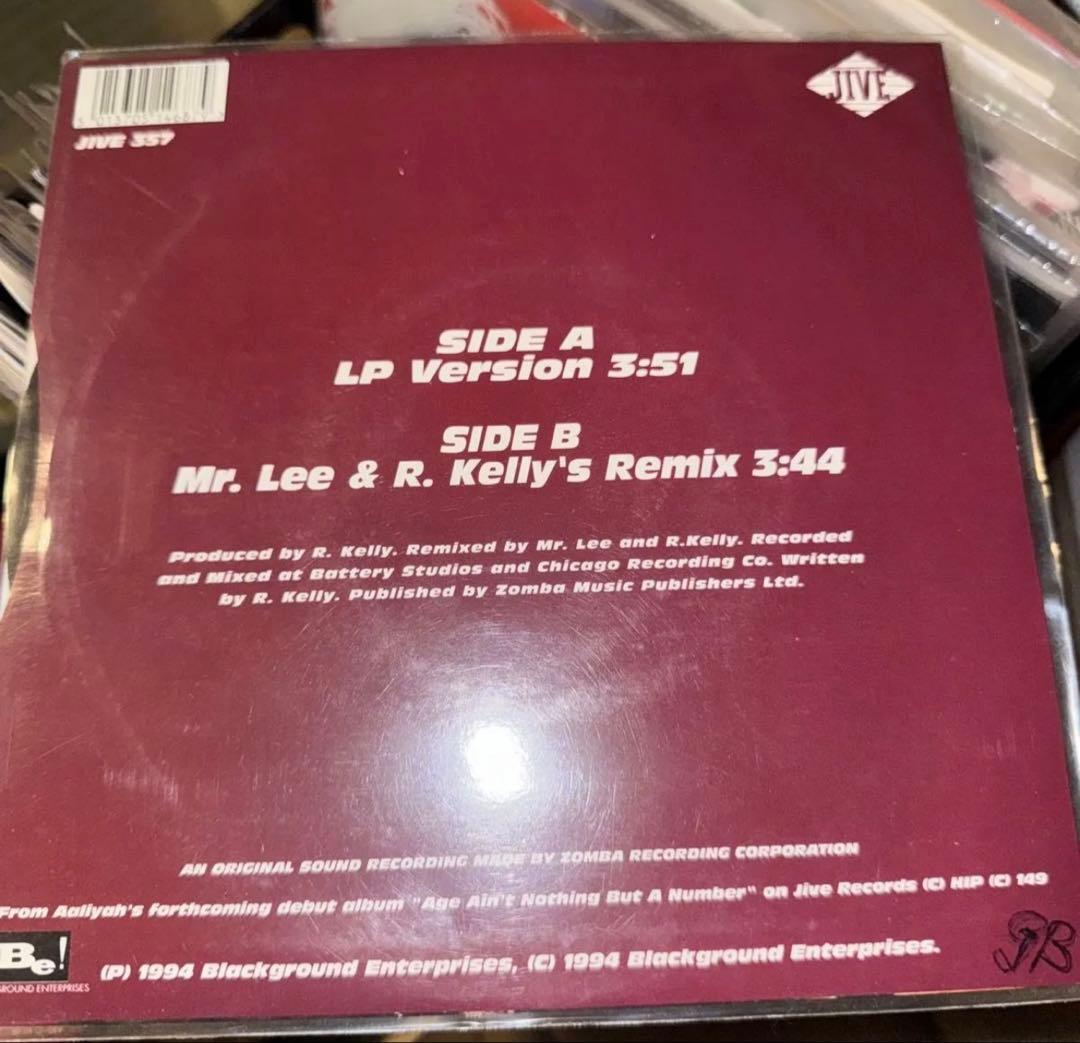 JIVE
JIVE 357
SIDE A
LP Version 3:51
SIDE B
Mr. Lee & R. Kelly's Remix 3:44
Produced by R. Kelly. Remixed by Mr. Lee and R.Kelly. Recorded
and Mixed at Battery Studios and Chicago Recording Co. Written
by R. Kelly. Published by Zomba Music Publishers Ltd.
AN ORIGINAL SOUND RECORDING MADE BY ZOMBA RECORDING CORPORATION
From Aaliyah's forthcoming debut album "Age Ain't Nothing But A Number" on Jive Records (C) HIP (C) 149
Be!
GROUND ENTERPRISES
(P) 1994 Blackground Enterprises, (C) 1994 Blackground Enterprises.